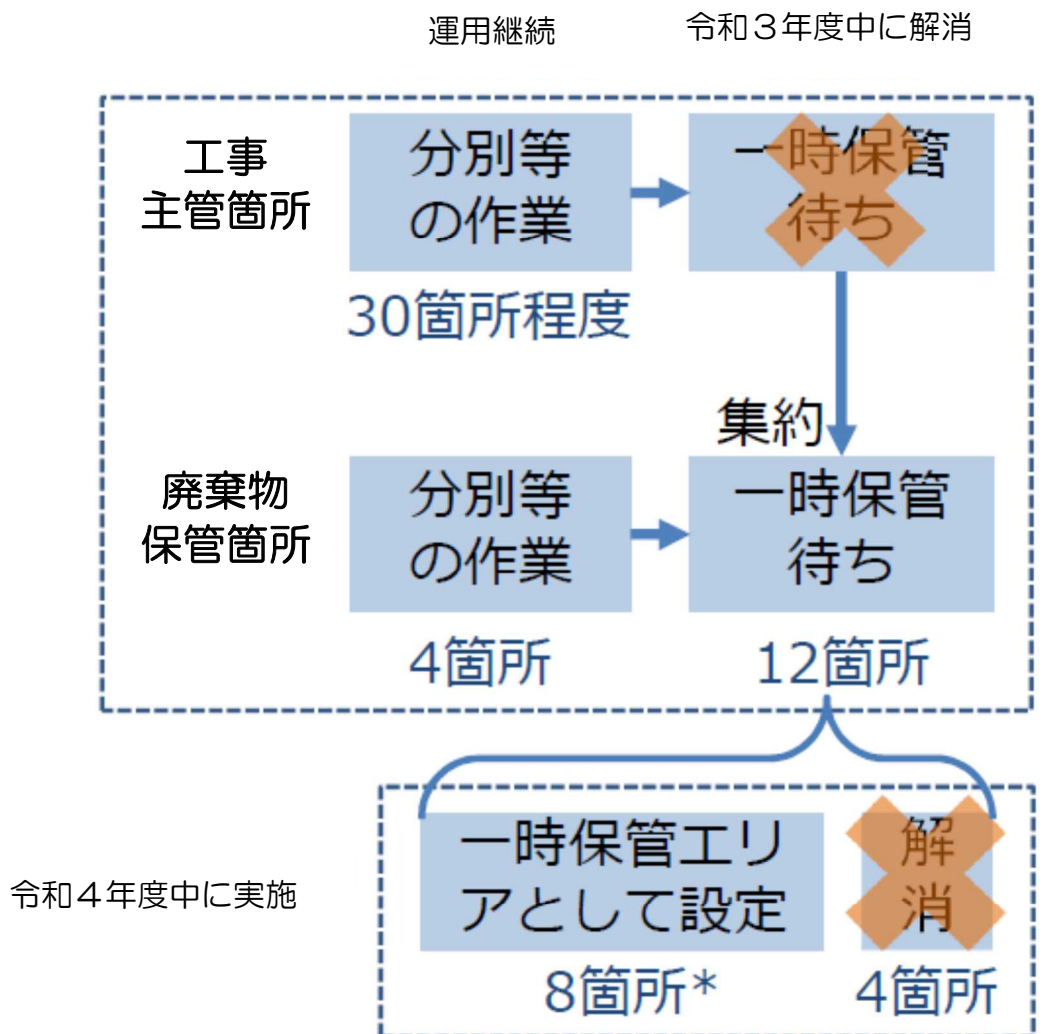 運用継続
令和３年度中に解消
工事
主管箇所
分別等
の作業
30箇所程度
一時保管
待ち
集約
廃棄物
保管箇所
分別等
の作業
4箇所
一時保管
待ち
12箇所
令和４年度中に実施
一時保管エリ
アとして設定
8箇所*
解
消
4箇所